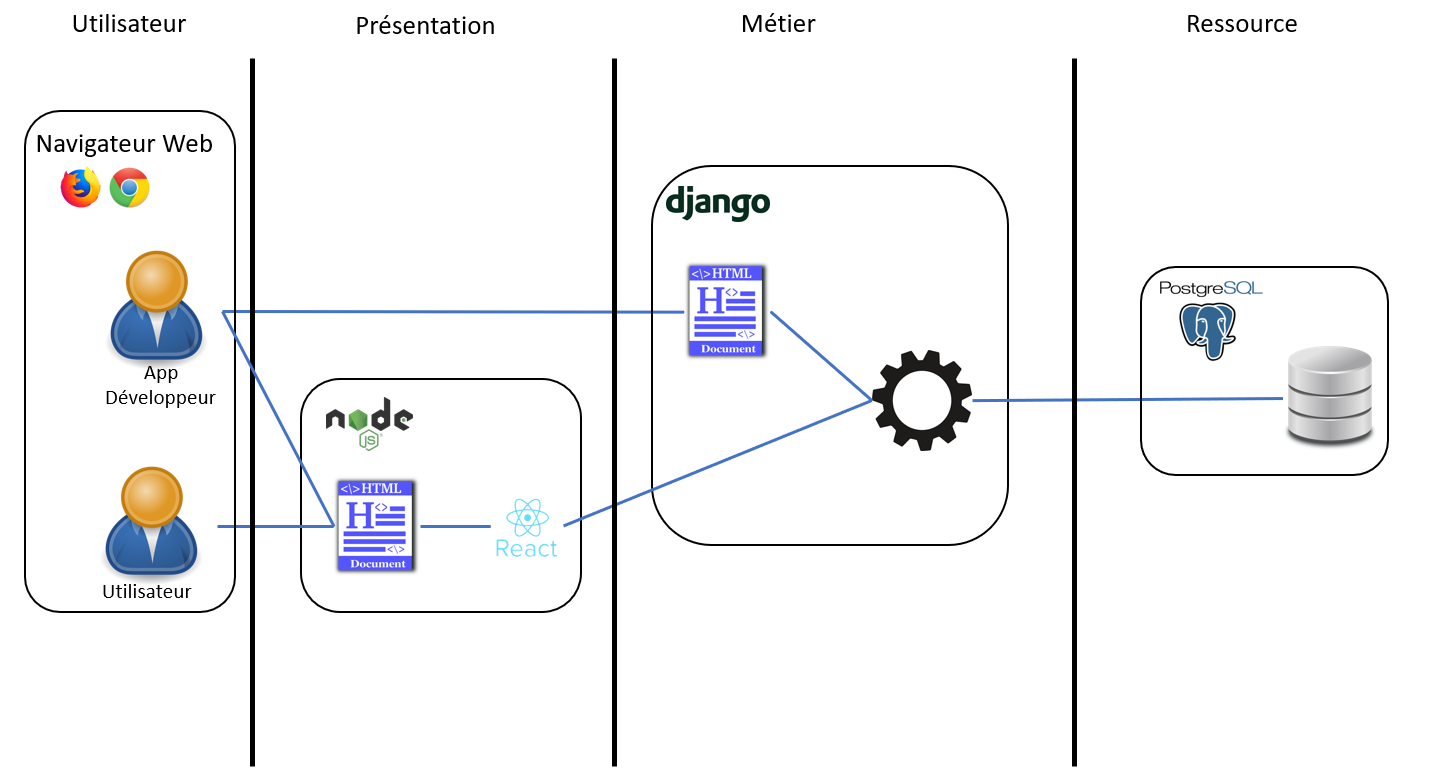 Utilisateur
Présentation
Métier
Ressource
Navigateur Web
django
<\>HTML
H
<>
<\>
Document
PostgreSQL
App
Développeur
node
JS
<\>HTML
H
<>
<\>
Document
React
Utilisateur